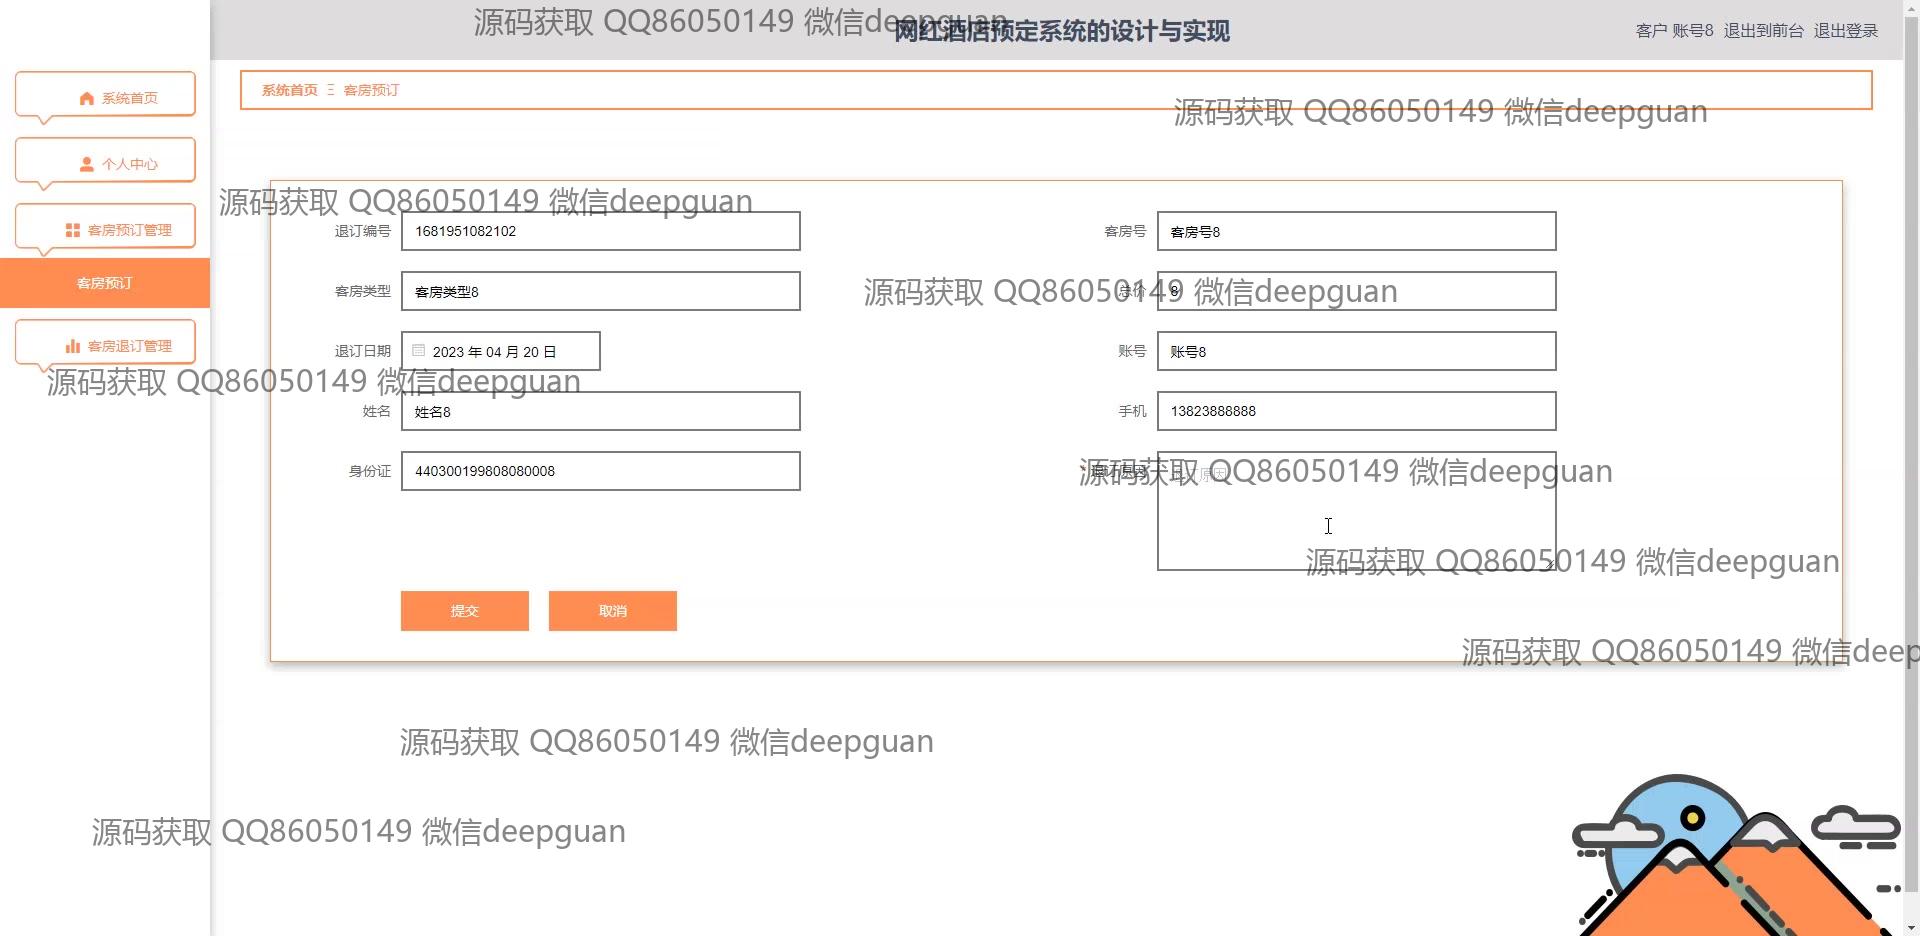 源码获取 QQ86050149 微信deepguan
网红酒店预定系统的设计与实现
客户 账号8 退出到前台 退出登录
系统首页
个人中心
客房预订管理
客房预订
客房退订管理
系统首页 Ξ 客房预订
源码获取 QQ86050149 微信deepguan
源码获取 QQ86050149 微信deepguan
退订编号 1681951082102
客房号 客房号8
客房类型 客房类型8
总价 8
源码获取 QQ86050149 微信deepguan
退订日期 2023 年 04 月 20 日
账号 账号8
源码获取 QQ86050149 微信deepguan
姓名 姓名8
手机 13823888888
身份证 440300199808080008
源码获取 QQ86050149 微信deepguan
源码获取 QQ86050149 微信deepguan
提交 取消
源码获取 QQ86050149 微信deep
源码获取 QQ86050149 微信deepguan
源码获取 QQ86050149 微信deepguan